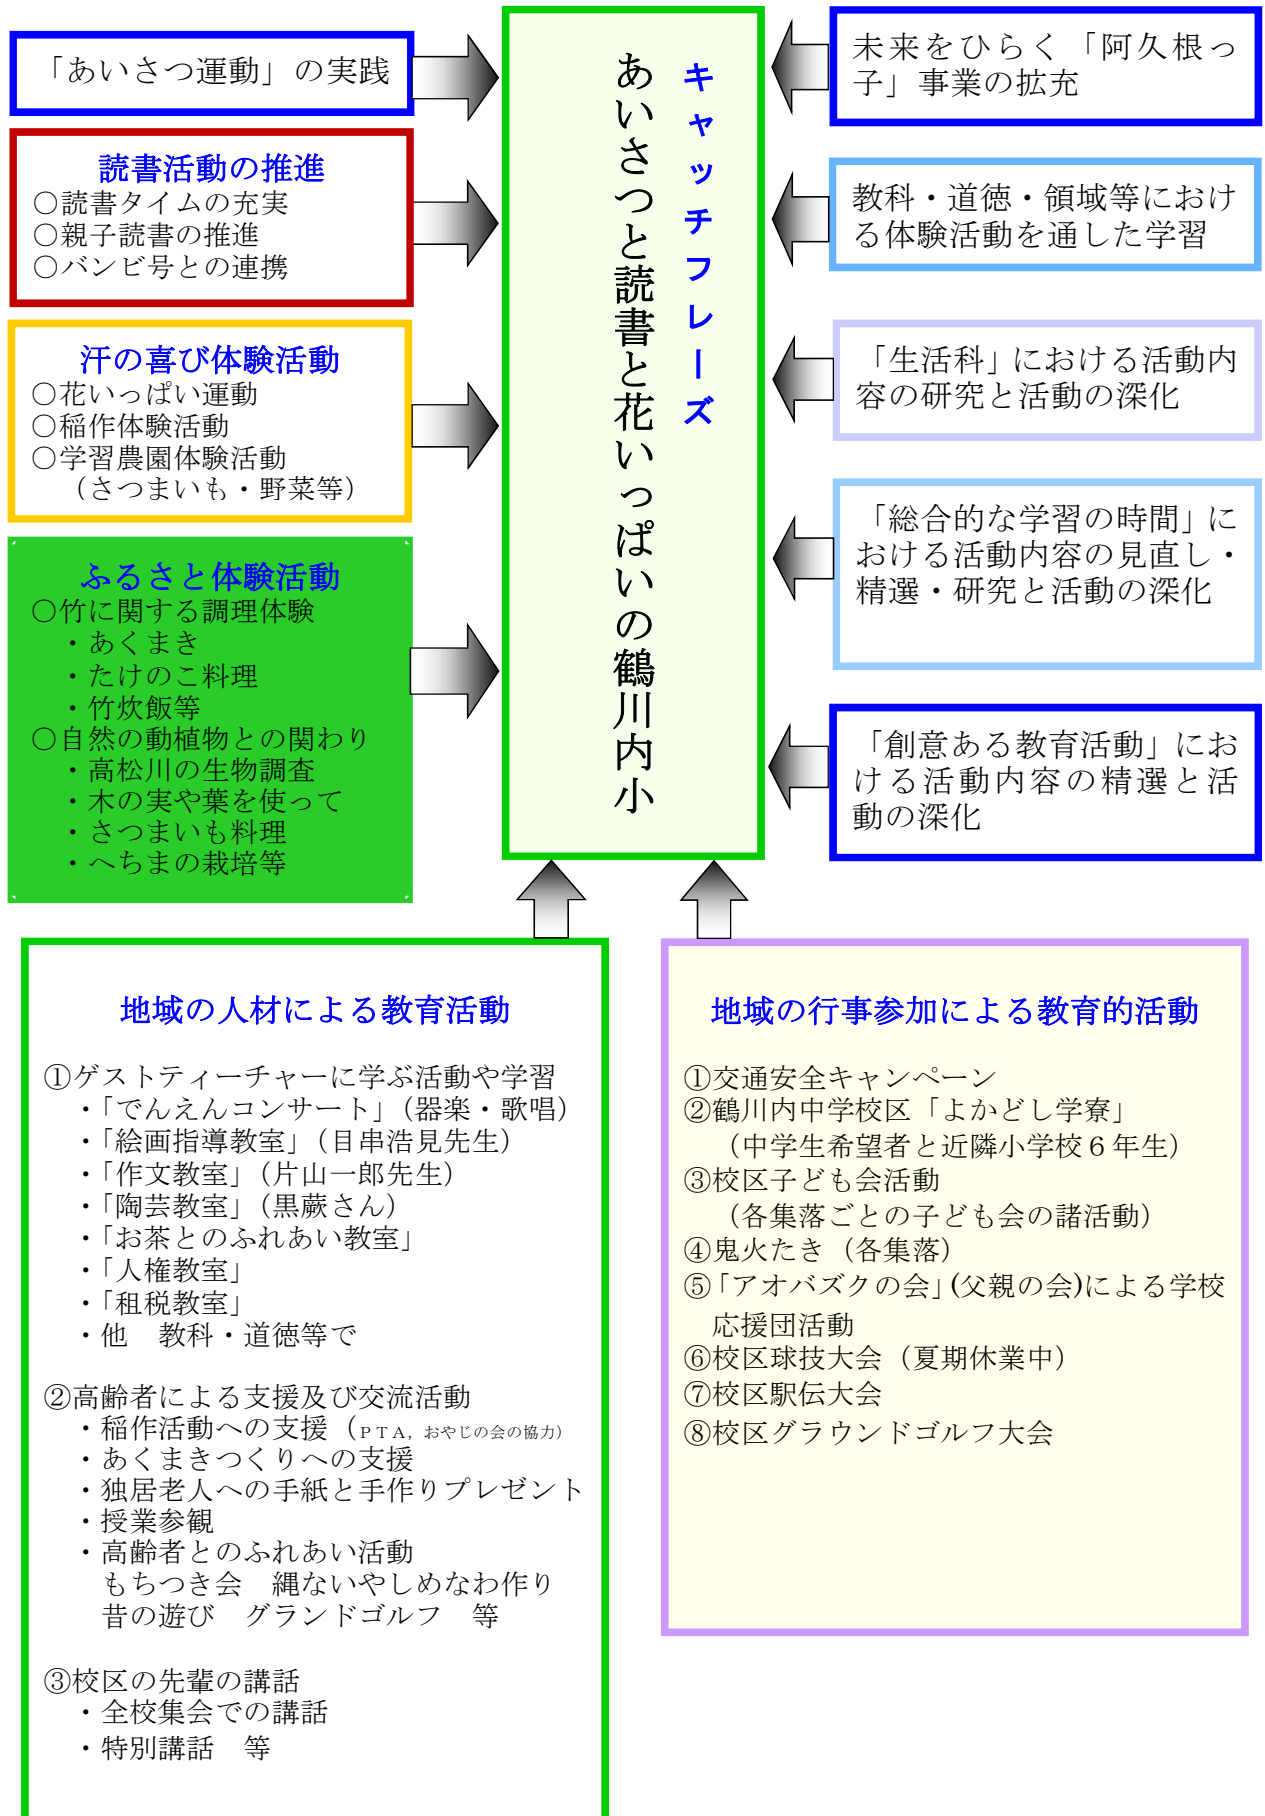 「あいさつ運動」の実践
読書活動の推進
○読書タイムの充実
○親子読書の推進
○バンビ号との連携
汗の喜び体験活動
○花いっぱい運動
○稲作体験活動
○学習農園体験活動
（さつまいも・野菜等）
ふるさと体験活動
○竹に関する調理体験
・あくまき
・たけのこ料理
・竹炊飯等
○自然の動植物との関わり
・高松川の生物調査
・木の実や葉を使って
・さつまいも料理
・へちまの栽培等
キャッチフレーズ
あいさつと読書と花いっぱいの鶴川内小
未来をひらく「阿久根っ
子」事業の拡充
教科・道徳・領域等におけ
る体験活動を通した学習
「生活科」における活動内
容の研究と活動の深化
「総合的な学習の時間」に
おける活動内容の見直し・
精選・研究と活動の深化
「創意ある教育活動」にお
ける活動内容の精選と活
動の深化
地域の人材による教育活動
①ゲストティーチャーに学ぶ活動や学習
・「でんえんコンサート」（器楽・歌唱）
・「絵画指導教室」（目串浩見先生）
・「作文教室」（片山一郎先生）
・「陶芸教室」（黒蕨さん）
・「お茶とのふれあい教室」
・「人権教室」
・「租税教室」
・他　教科・道徳等で
②高齢者による支援及び交流活動
・稲作活動への支援（ＰＴＡ，おやじの会の協力）
・あくまきつくりへの支援
・独居老人への手紙と手作りプレゼント
・授業参観
・高齢者とのふれあい活動
もちつき会　縄ないやしめなわ作り
昔の遊び　グランドゴルフ　等
③校区の先輩の講話
・全校集会での講話
・特別講話　等
地域の行事参加による教育的活動
①交通安全キャンペーン
②鶴川内中学校区「よかどし学寮」
（中学生希望者と近隣小学校６年生）
③校区子ども会活動
（各集落ごとの子ども会の諸活動）
④鬼火たき（各集落）
⑤「アオバズクの会」(父親の会)による学校
応援団活動
⑥校区球技大会（夏期休業中）
⑦校区駅伝大会
⑧校区グラウンドゴルフ大会